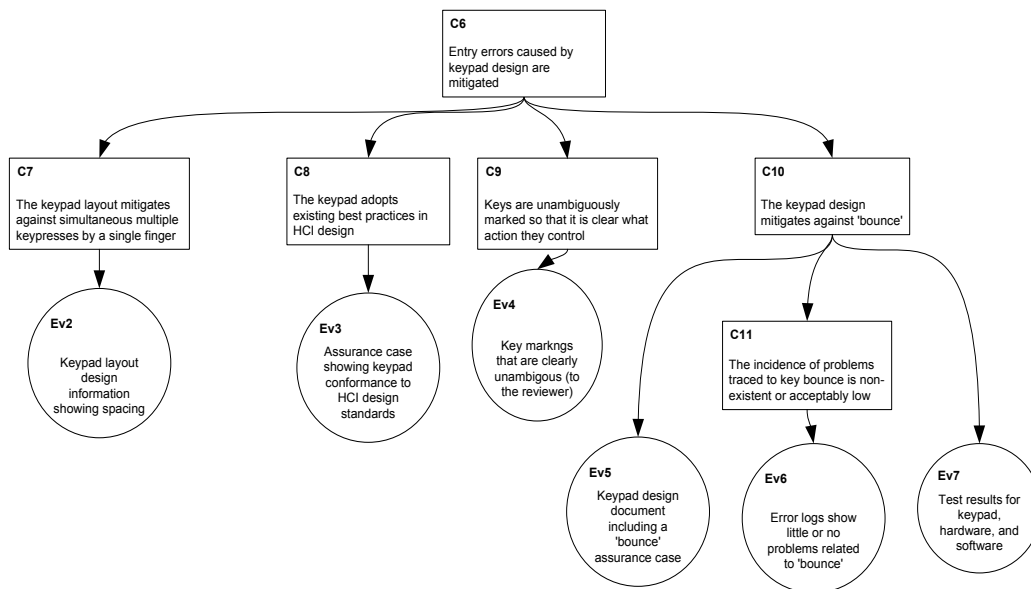 C6
Entry errors caused by
keypad design are
mitigated
C7
The keypad layout mitigates
against simultaneous multiple
keypresses by a single finger
C8
The keypad adopts
existing best practices in
HCI design
C9
Keys are unambiguously
marked so that it is clear what
action they control
C10
The keypad design
mitigates against 'bounce'
Ev2
Keypad layout
design
information
showing spacing
Ev3
Assurance case
showing keypad
conformance to
HCI design
standards
Ev4
Key markngs
that are clearly
unambigous (to
the reviewer)
C11
The incidence of problems
traced to key bounce is non-
existent or acceptably low
Ev5
Keypad design
document
including a
'bounce'
assurance case
Ev6
Error logs show
little or no
problems related
to 'bounce'
Ev7
Test results for
keypad,
hardware, and
software